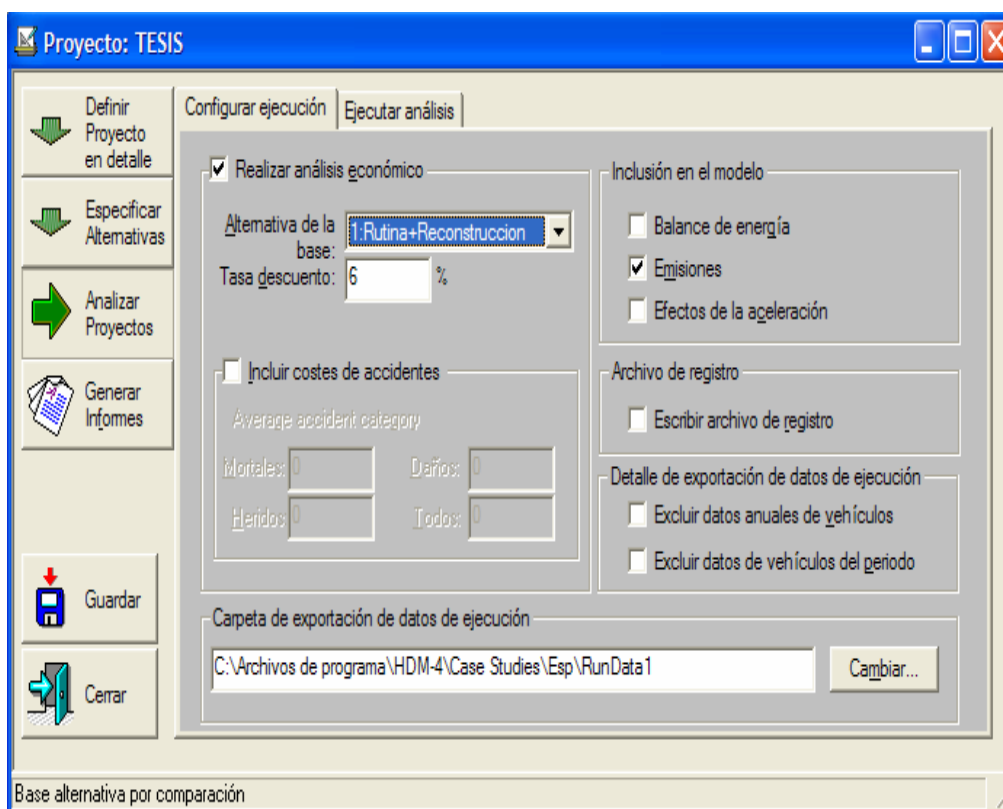 Proyecto: TESIS
Definir
Proyecto
en detalle
Especificar
Alternativas
Analizar
Proyectos
Generar
Informes
Guardar
Cerrar
Configurar ejecución
Ejecutar análisis
Realizar análisis económico
Alternativa de la
base:
1:Rutina+Reconstruccion
Tasa descuento: 6 %
Incluir costes de accidentes
Average accident category
Mortales: 0 Daños: 0
Heridos: 0 Todos: 0
Inclusión en el modelo
Balance de energía
Emisiones
Efectos de la aceleración
Archivo de registro
Escribir archivo de registro
Detalle de exportación de datos de ejecución
Excluir datos anuales de vehículos
Excluir datos de vehículos del periodo
Carpeta de exportación de datos de ejecución
C:\Archivos de programa\HDM-4\Case Studies\Esp\RunData1
Cambiar...
Base alternativa por comparación